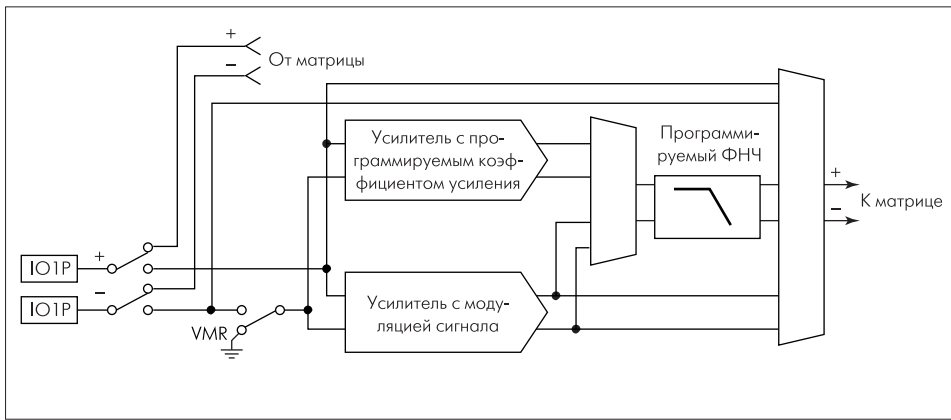 +
−
От матрицы
Усилитель с про-
граммируемым коэф-
фициентом усиления
Программи-
руемый ФНЧ
+
−
К матрице
IO1P
+
IO1P
−
VMR
Усилитель с моду-
ляцией сигнала